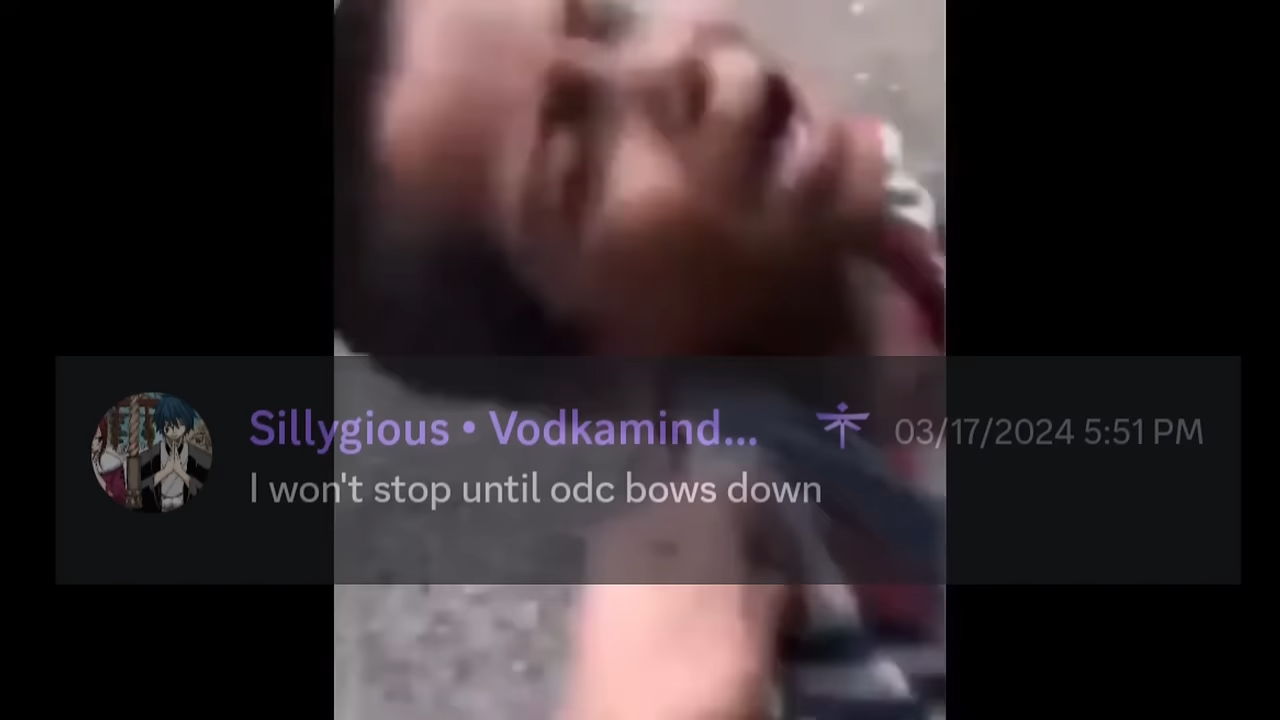 Sillygious • Vodkamind... 03/17/2024 5:51 PM
I won't stop until odc bows down